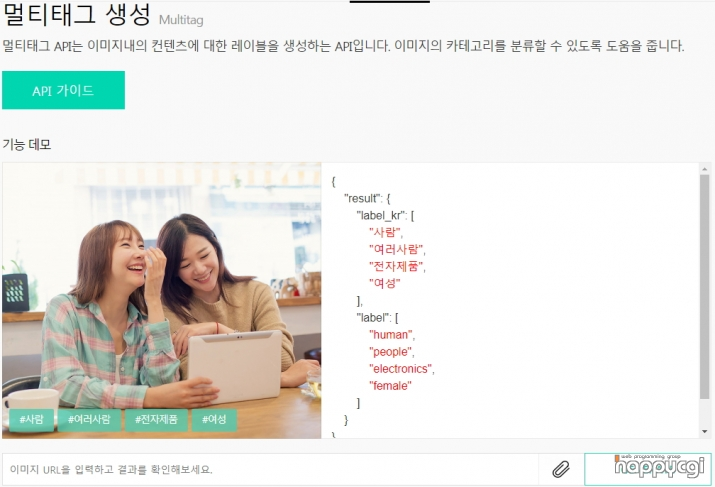 멀티태그 생성 Multitag
멀티태그 API는 이미지내의 컨텐츠에 대한 레이블을 생성하는 API입니다. 이미지의 카테고리를 분류할 수 있도록 도움을 줍니다.
API 가이드
기능 데모
{
"result": {
"label_kr": [
"사람",
"여러사람",
"전자제품",
"여성"
],
"label": [
"human",
"people",
"electronics",
"female"
]
}
{
#사람 #여러사람 #전자제품 #여성
이미지 URL을 입력하고 결과를 확인해보세요.
web programming group
nappycgi